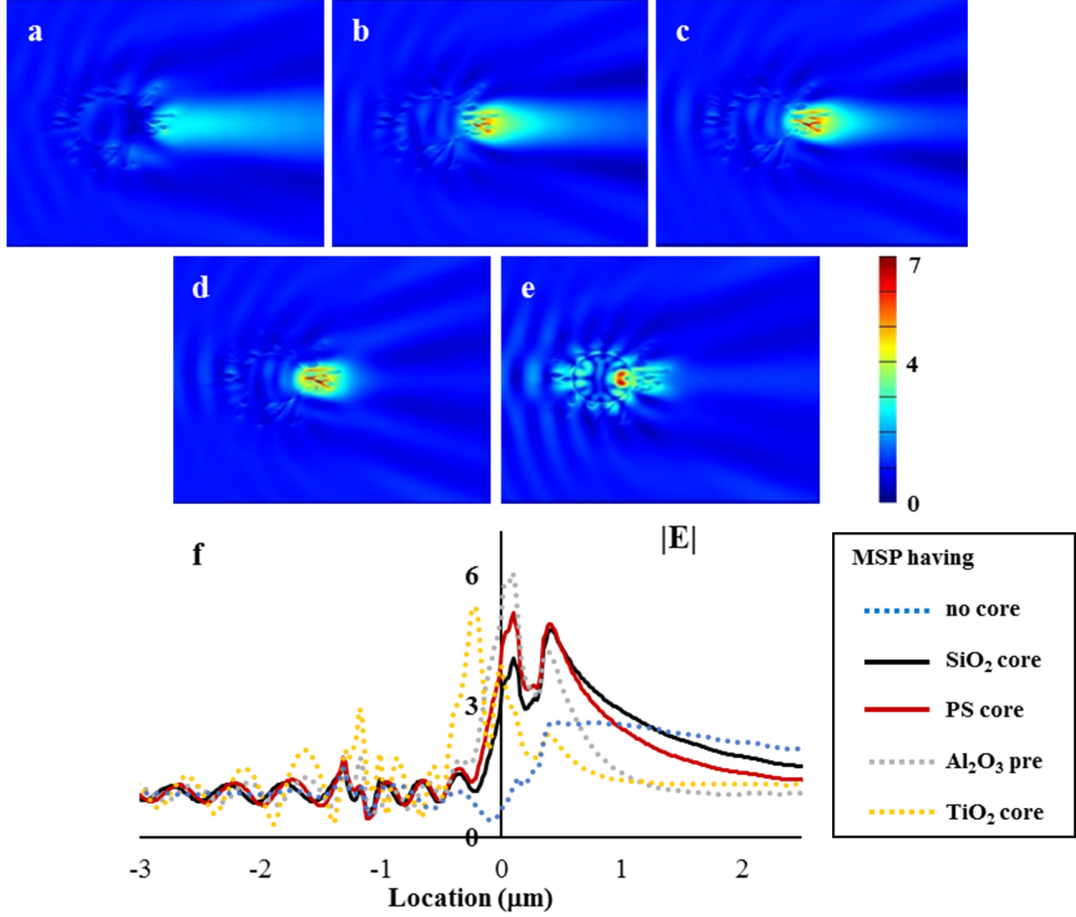 a
b
c
d
e
7
4
0
f
|E|
6
3
0
-3
-2
-1
0
1
2
Location (μm)
MSP having
no core
SiO₂ core
PS core
Al₂O₃ pre
TiO₂ core